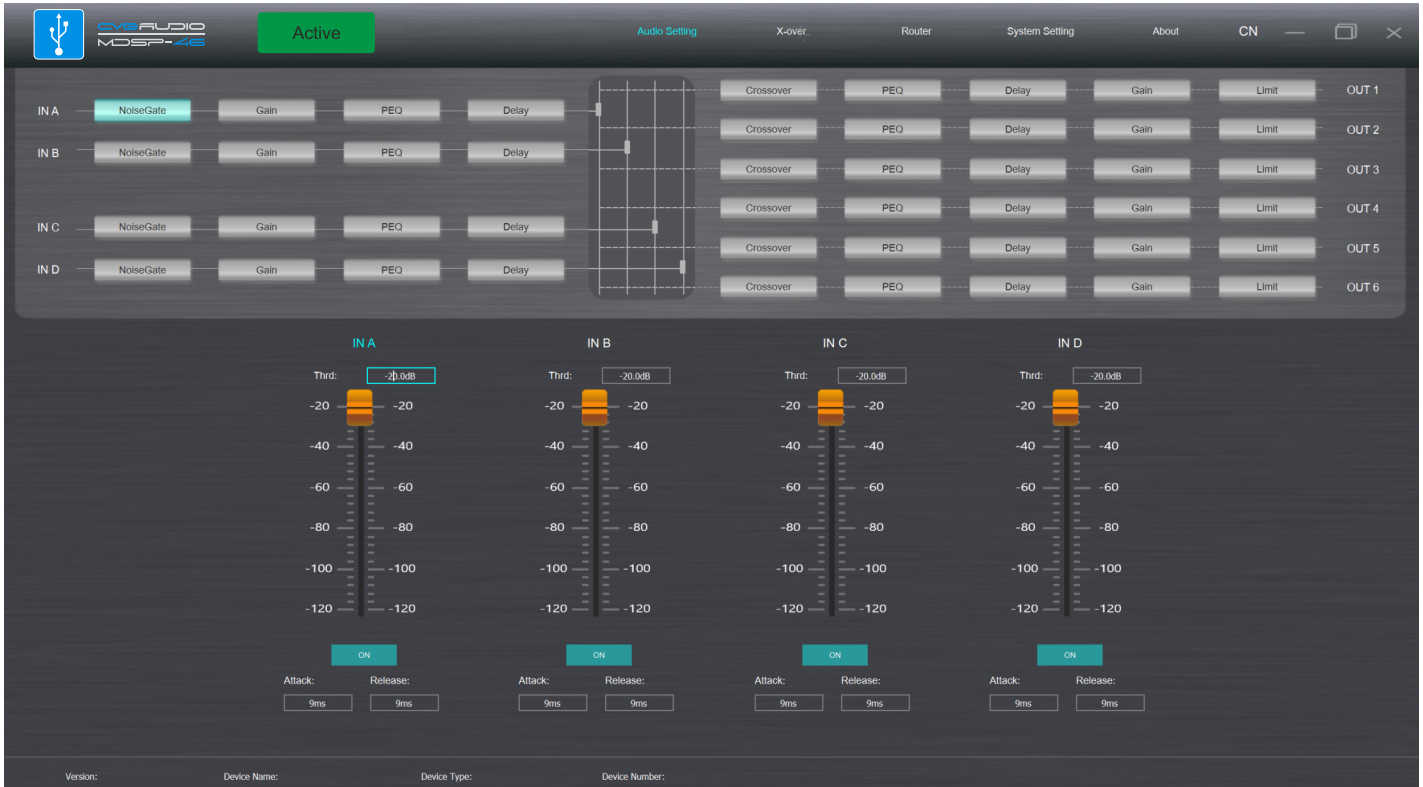 CVSAUDIO
MDSP-46
Active
Audio Setting X-over Router System Setting About CN
IN A NoiseGate Gain PEQ Delay
IN B NoiseGate Gain PEQ Delay
IN C NoiseGate Gain PEQ Delay
IN D NoiseGate Gain PEQ Delay
Crossover PEQ Delay Gain Limit OUT 1
Crossover PEQ Delay Gain Limit OUT 2
Crossover PEQ Delay Gain Limit OUT 3
Crossover PEQ Delay Gain Limit OUT 4
Crossover PEQ Delay Gain Limit OUT 5
Crossover PEQ Delay Gain Limit OUT 6
IN A IN B IN C IN D
Thrd: -20.0dB Thrd: -20.0dB Thrd: -20.0dB Thrd: -20.0dB
-20 -20 -20 -20 -20 -20 -20 -20
-40 -40 -40 -40 -40 -40 -40 -40
-60 -60 -60 -60 -60 -60 -60 -60
-80 -80 -80 -80 -80 -80 -80 -80
-100 -100 -100 -100 -100 -100 -100 -100
-120 -120 -120 -120 -120 -120 -120 -120
ON ON ON ON
Attack: Release: Attack: Release: Attack: Release: Attack: Release:
9ms 9ms 9ms 9ms 9ms 9ms 9ms 9ms
Version: Device Name: Device Type: Device Number: